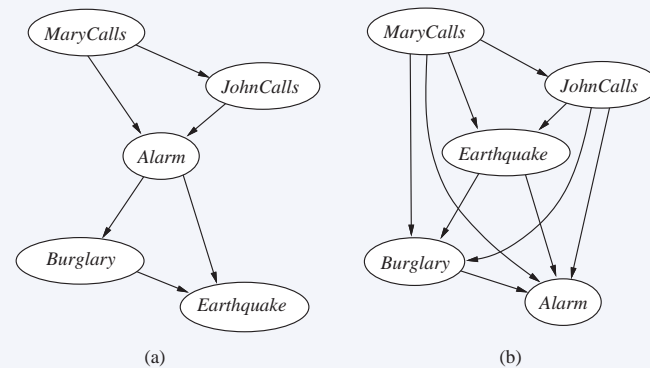 MaryCalls
JohnCalls
Alarm
Burglary
Earthquake
(a)
MaryCalls
JohnCalls
Earthquake
Burglary
Alarm
(b)